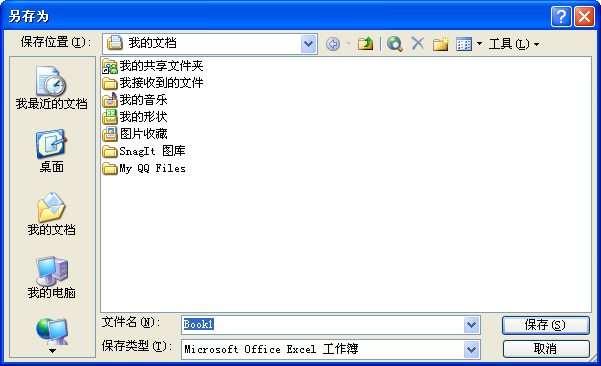 另存为
保存位置(I): 我的文档 工具(L)
我的共享文件夹
我接收到的文件
我的音乐
我的形状
图片收藏
SnagIt 图库
My QQ Files
我最近的文档
桌面
我的文档
我的电脑
文件名(N): Book1 保存(S)
保存类型(T): Microsoft Office Excel 工作簿 取消